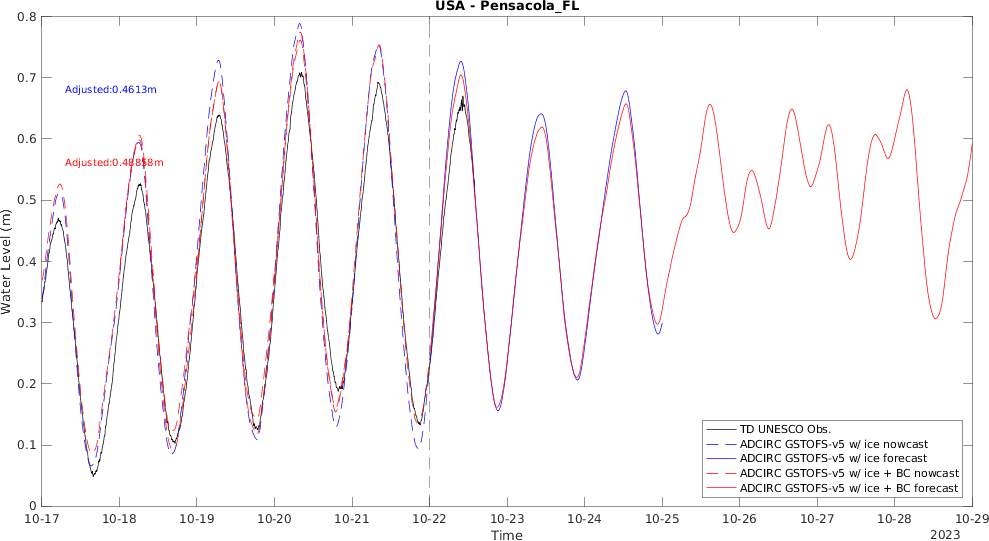 USA - Pensacola_FL
Water Level (m)
0.8
0.7
0.6
0.5
0.4
0.3
0.2
0.1
0
Adjusted:0.4613m
Adjusted:0.48858m
TD UNESCO Obs.
ADCIRC GSTOFS-v5 w/ ice nowcast
ADCIRC GSTOFS-v5 w/ ice forecast
ADCIRC GSTOFS-v5 w/ ice + BC nowcast
ADCIRC GSTOFS-v5 w/ ice + BC forecast
10-17 10-18 10-19 10-20 10-21 10-22 10-23 10-24 10-25 10-26 10-27 10-28 10-29
Time
2023